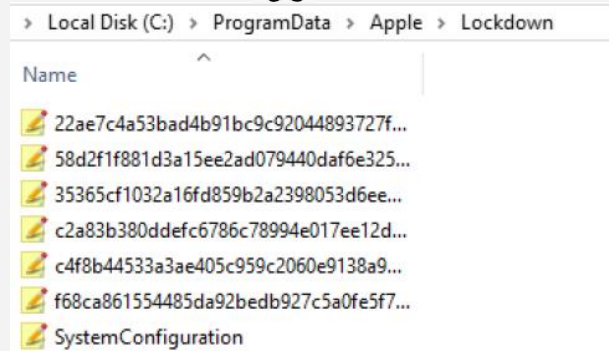 > Local Disk (C:) > ProgramData > Apple > Lockdown
Name
22ae7c4a53bad4b91bc9c92044893727f...
58d2f1f881d3a15ee2ad079440daf6e325...
35365cf1032a16fd859b2a2398053d6ee...
c2a83b380ddefc6786c78994e017ee12d...
c4f8b44533a3ae405c959c2060e9138a9...
f68ca861554485da92bedb927c5a0fe5f7...
SystemConfiguration